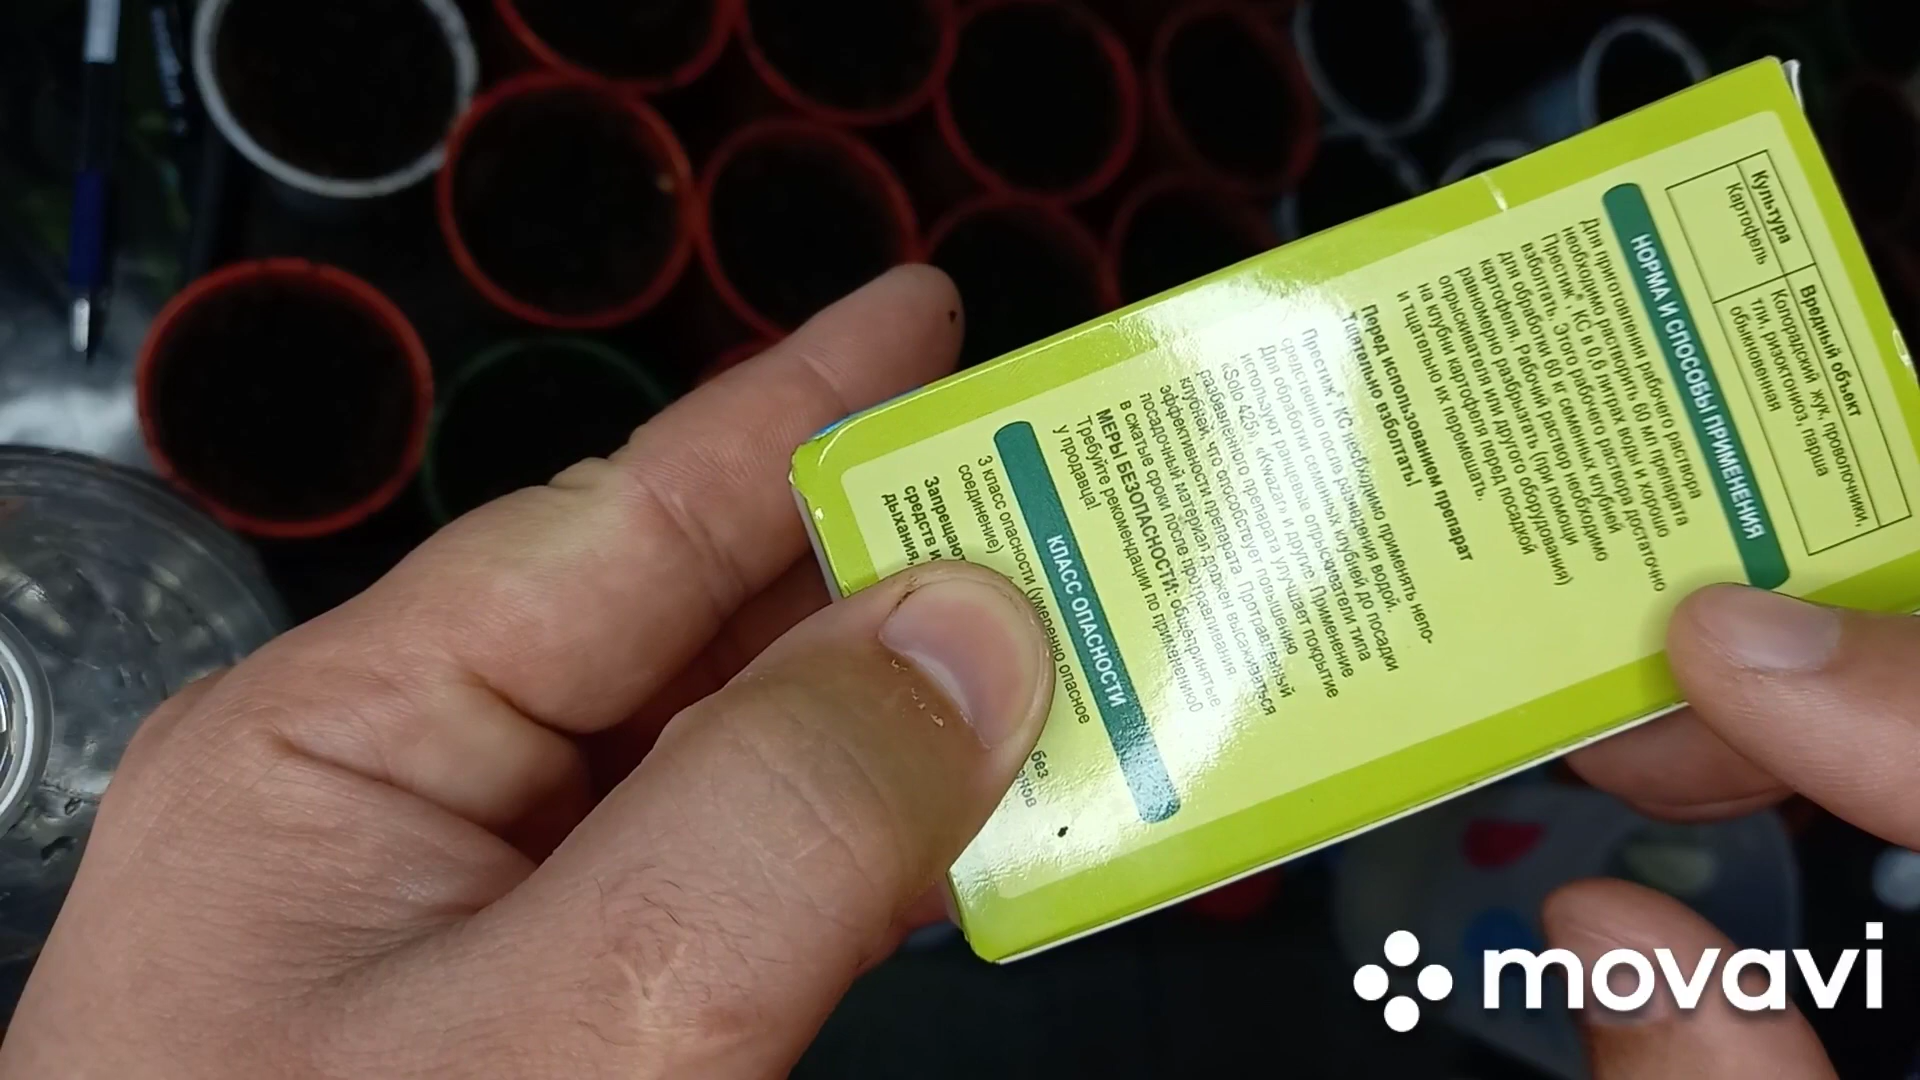 Культура
Вредный объект
Картофель
Колорадский жук, проволочники,
тли, ризоктониоз, парша
обыкновенная
НОРМА И СПОСОБЫ ПРИМЕНЕНИЯ
Для приготовления рабочего раствора
необходимо растворить 60 мл препарата
Престиж®, КС в 0,6 литрах воды и хорошо
взболтать. Этого рабочего раствора достаточно
для обработки 60 кг семенных клубней
картофеля. Рабочий раствор необходимо
равномерно разбрызгать (при помощи
опрыскивателя или другого оборудования)
на клубни картофеля перед посадкой
и тщательно их перемешать.
Перед использованием препарат
тщательно взболтать!
Престиж®, КС необходимо применять непо-
средственно после разведения водой.
Для обработки семенных клубней до посадки
используют ранцевые опрыскиватели типа
«Solo 425», «Kwazar» и другие. Применение
разбавленного препарата улучшает покрытие
клубней, что способствует повышению
эффективности препарата. Протравленный
посадочный материал должен высаживаться
в сжатые сроки после протравливания.
МЕРЫ БЕЗОПАСНОСТИ: общепринятые
Требуйте рекомендации по применению
у продавца!
КЛАСС ОПАСНОСТИ
3 класс опасности (умеренно опасное
соединение)
Запрещ без
средств
дыхания,
movavi